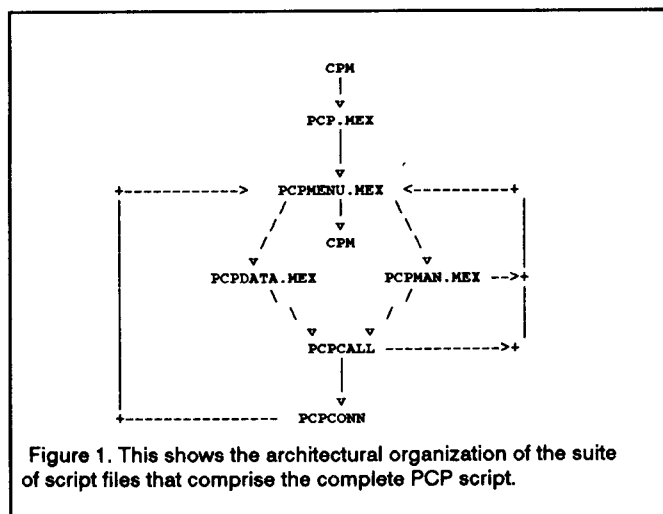 CPM
PCP.MEX
+-----------> PCPMENU.MEX <----------+
CPM
PCPDATA.MEX PCPMAN.MEX -->+
PCPCALL ----------->+
+--------------- PCPCONN
Figure 1. This shows the architectural organization of the suite
of script files that comprise the complete PCP script.